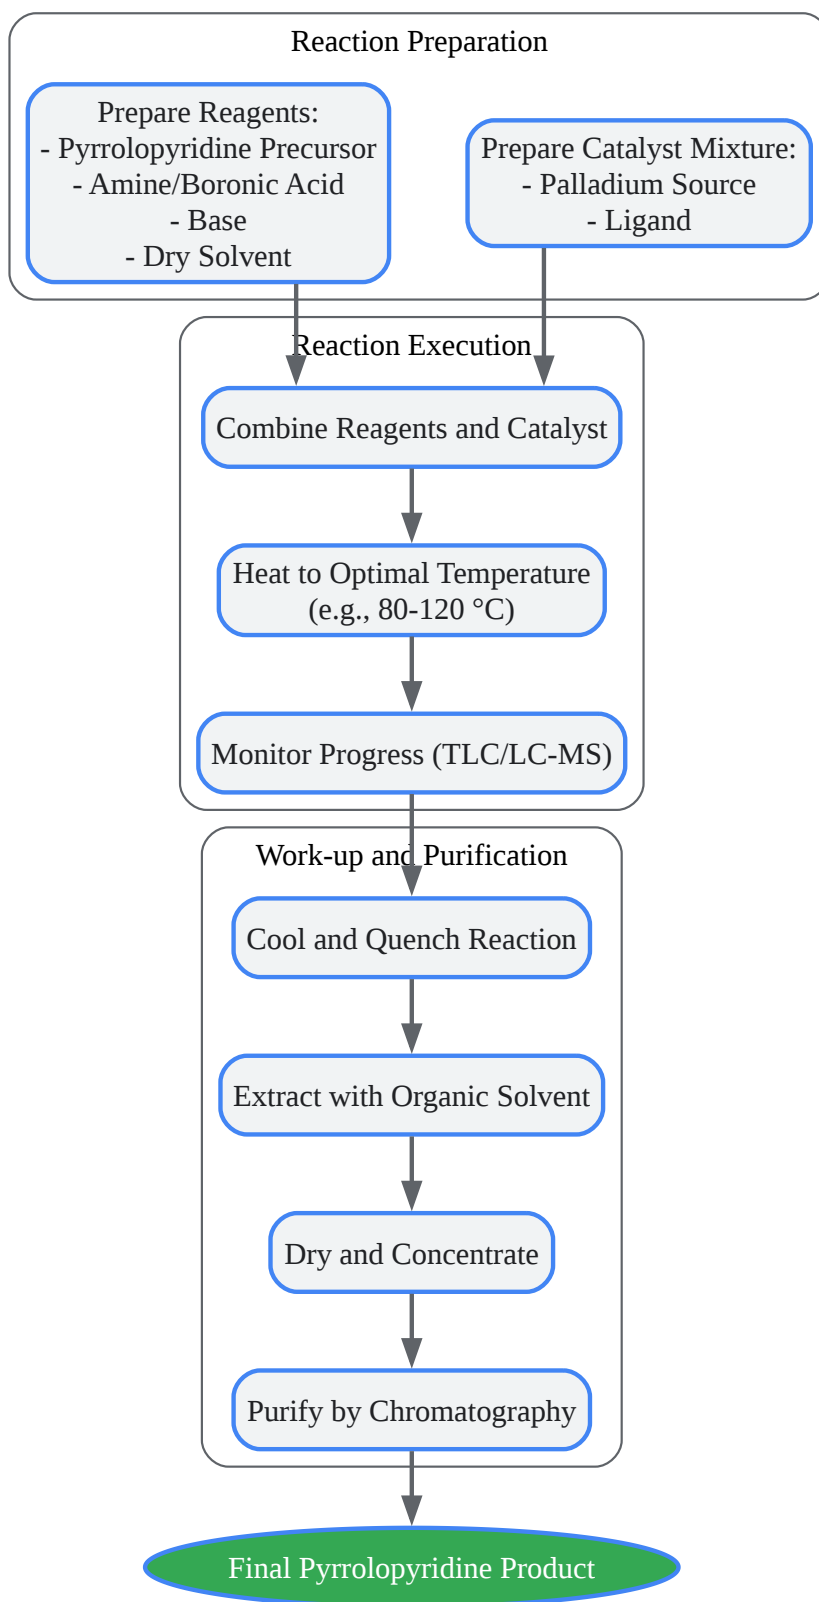 Reaction Preparation
Prepare Reagents:
- Pyrrolopyridine Precursor
- Amine/Boronic Acid
- Base
- Dry Solvent
Prepare Catalyst Mixture:
- Palladium Source
- Ligand
Reaction Execution
Combine Reagents and Catalyst
Heat to Optimal Temperature
(e.g., 80-120 °C)
Monitor Progress (TLC/LC-MS)
Work-up and Purification
Cool and Quench Reaction
Extract with Organic Solvent
Dry and Concentrate
Purify by Chromatography
Final Pyrrolopyridine Product